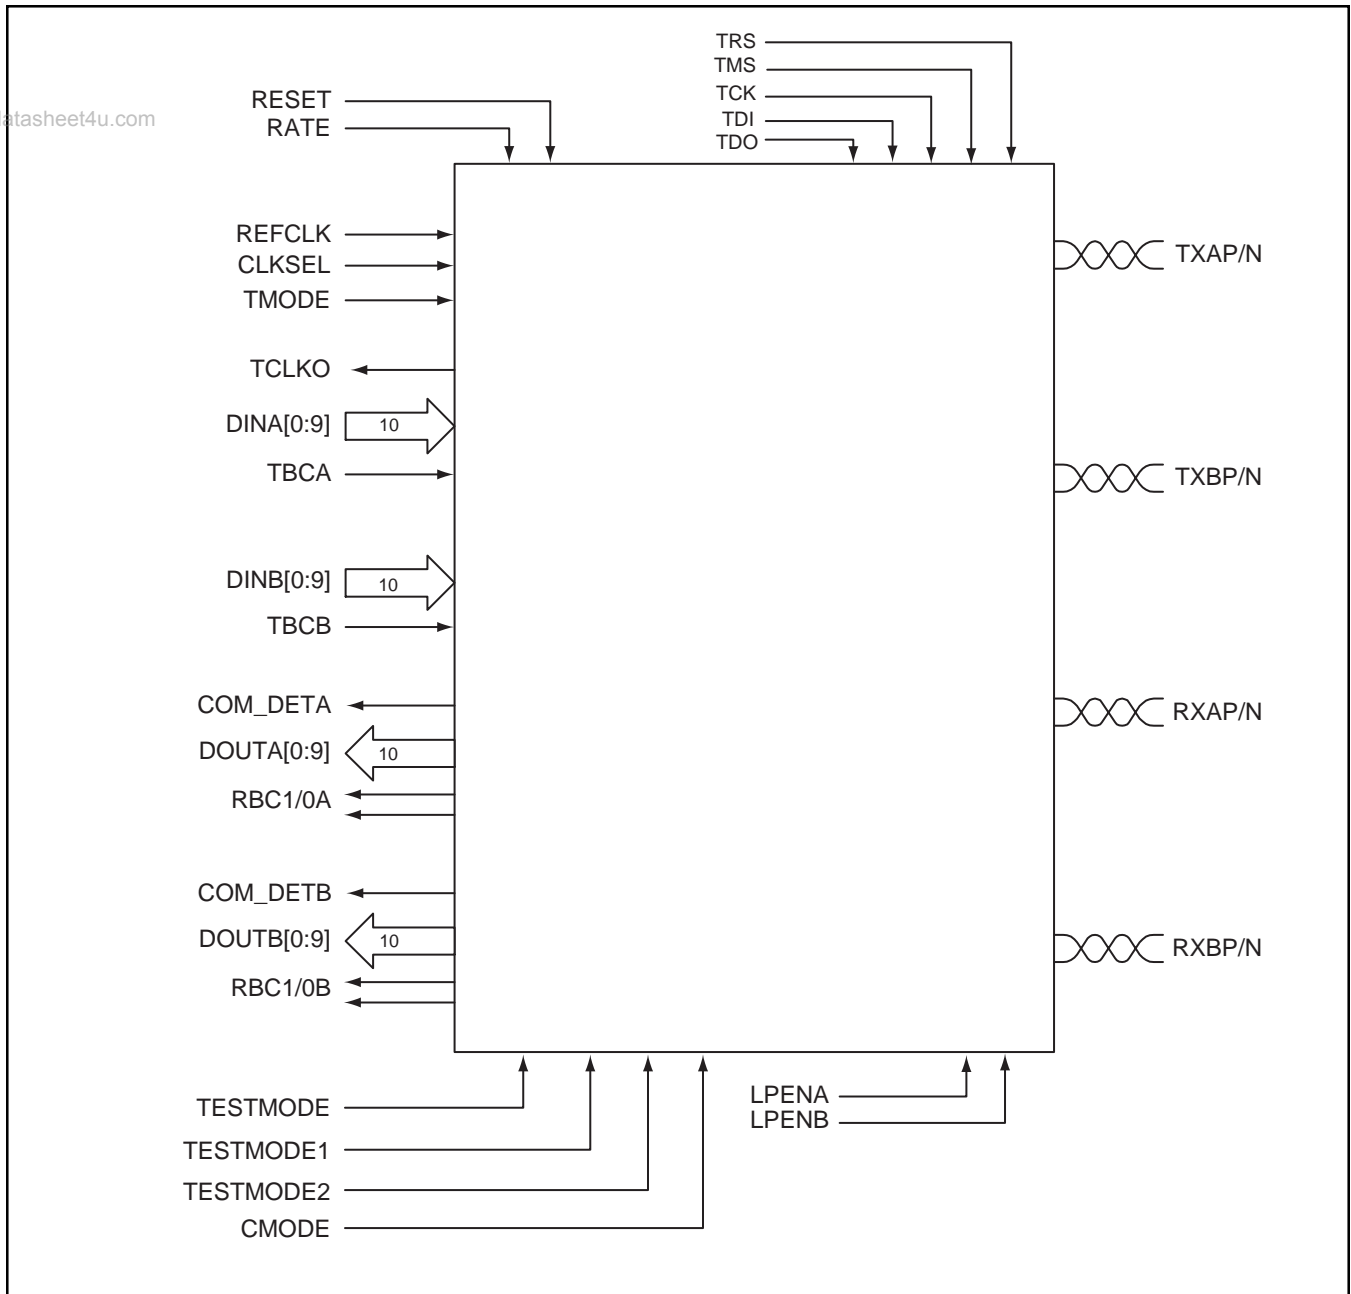 TRS
TMS
TCK
TDI
TDO
RESET
RATE
atasheet4u.com
REFCLK
CLKSEL
TMODE
TCLKO
DINA[0:9]
10
TBCA
DINB[0:9]
10
TBCB
COM_DETA
DOUTA[0:9]
10
RBC1/0A
COM_DETB
DOUTB[0:9]
10
RBC1/0B
TXAP/N
TXBP/N
RXAP/N
RXBP/N
TESTMODE
TESTMODE1
TESTMODE2
CMODE
LPENA
LPENB